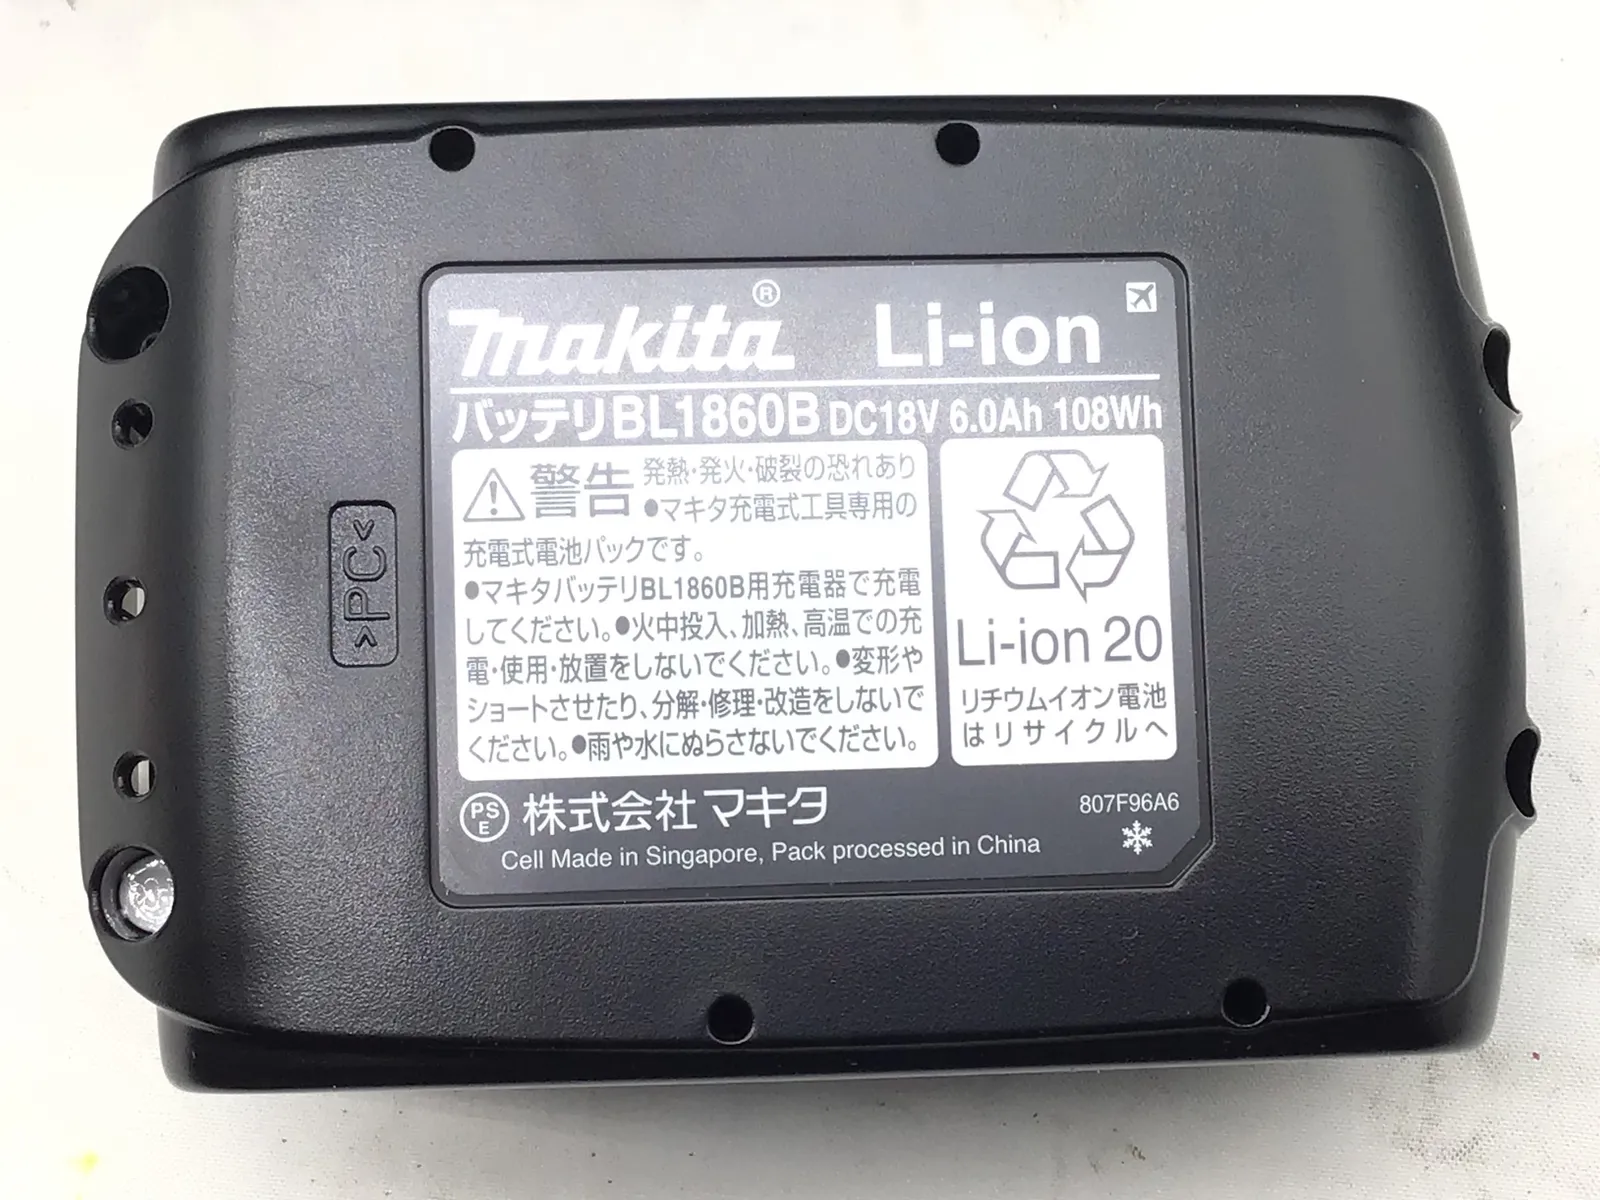 makita® Li-ion
バッテリBL1860B DC18V 6.0Ah 108Wh
警告 発熱・発火・破裂の恐れあり
●マキタ充電式工具専用の
充電式電池パックです。
●マキタバッテリBL1860B用充電器で充電
してください。●火中投入、加熱、高温での充
電・使用・放置をしないでください。●変形や
ショートさせたり、分解・修理・改造をしないで
ください。●雨や水にぬらさないでください。
Li-ion 20
リチウムイオン電池
はリサイクルへ
PS
E
株式会社マキタ
807F96A6
Cell Made in Singapore, Pack processed in China
>PC<